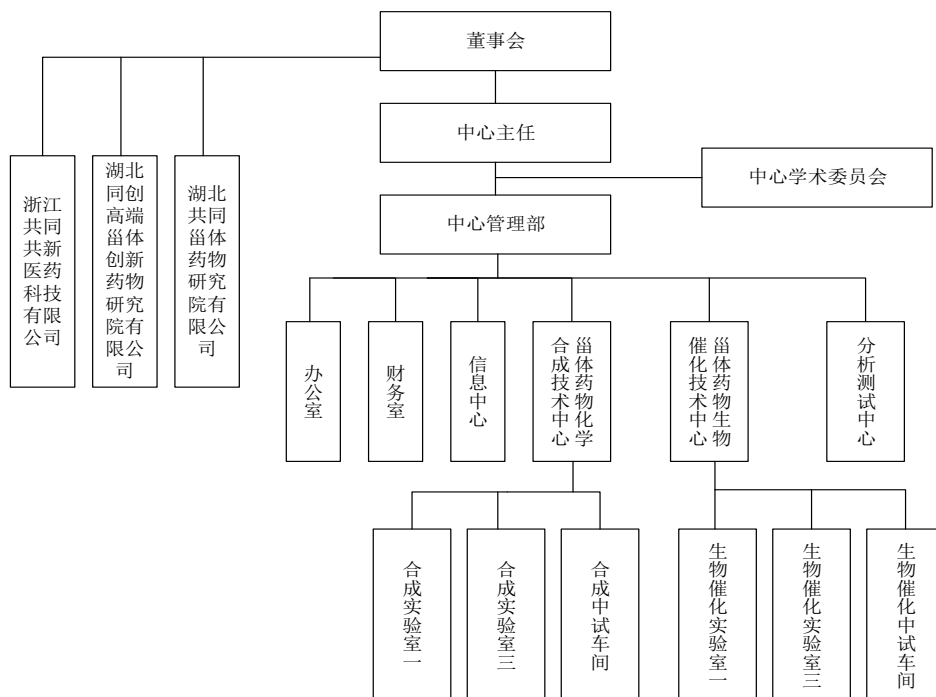 董事会
中心主任
中心学术委员会
中心管理部
浙江
共同
共新
医药
科技
有限
公司
湖北
同创
高端
甾体
创新
药物
研究
院有
限公
司
湖北
共同
甾体
药物
研究
院有
限公
司
办公室
财务室
信息中心
甾体药物化学
合成技术中心
甾体药物生物
催化技术中心
分析测试中心
合成实验室一
合成实验室三
合成中试车间
生物催化实验室一
生物催化实验室三
生物催化中试车间